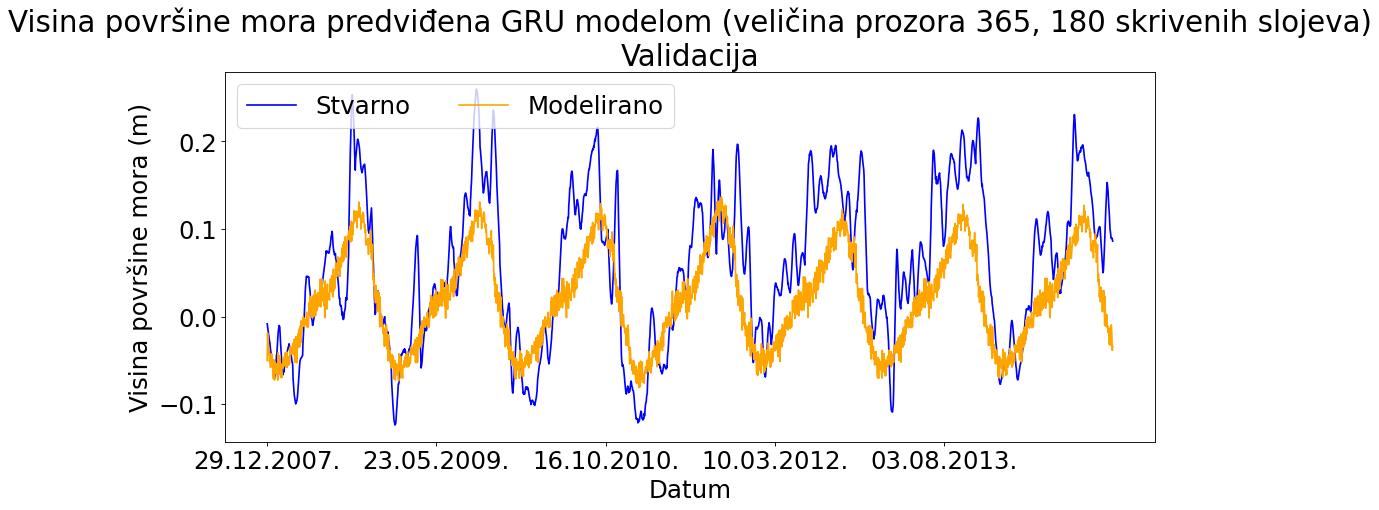 Visina površine mora predviđena GRU modelom (veličina prozora 365, 180 skrivenih slojeva)
Validacija
Stvarno
Modelirano
Visina površine mora (m)
0.2
0.1
0.0
−0.1
29.12.2007.
23.05.2009.
16.10.2010.
10.03.2012.
03.08.2013.
Datum